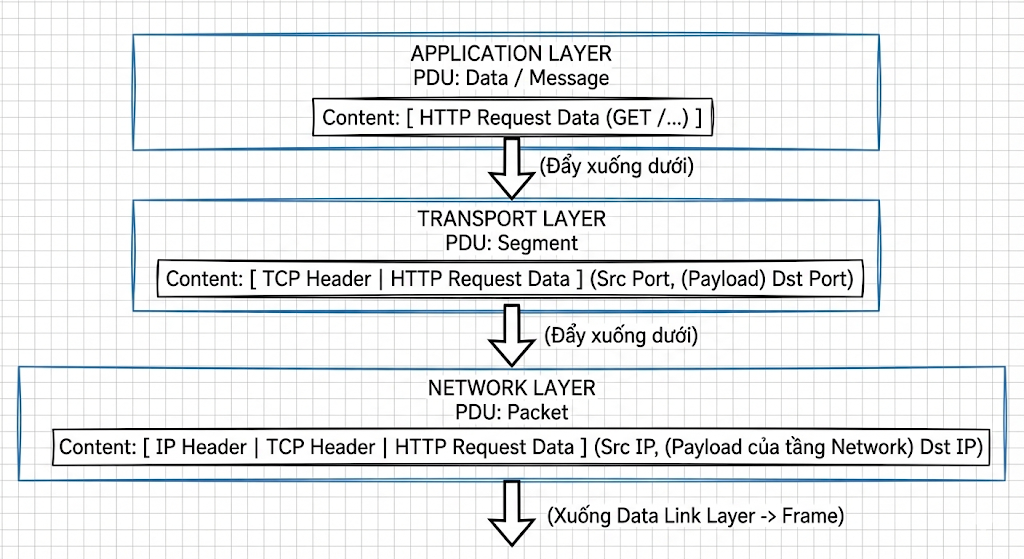 APPLICATION LAYER
PDU: Data / Message
Content: [ HTTP Request Data (GET /...) ]
(Đẩy xuống dưới)
TRANSPORT LAYER
PDU: Segment
Content: [ TCP Header | HTTP Request Data ] (Src Port, (Payload) Dst Port)
(Đẩy xuống dưới)
NETWORK LAYER
PDU: Packet
Content: [ IP Header | TCP Header | HTTP Request Data ] (Src IP, (Payload của tầng Network) Dst IP)
(Xuống Data Link Layer -> Frame)